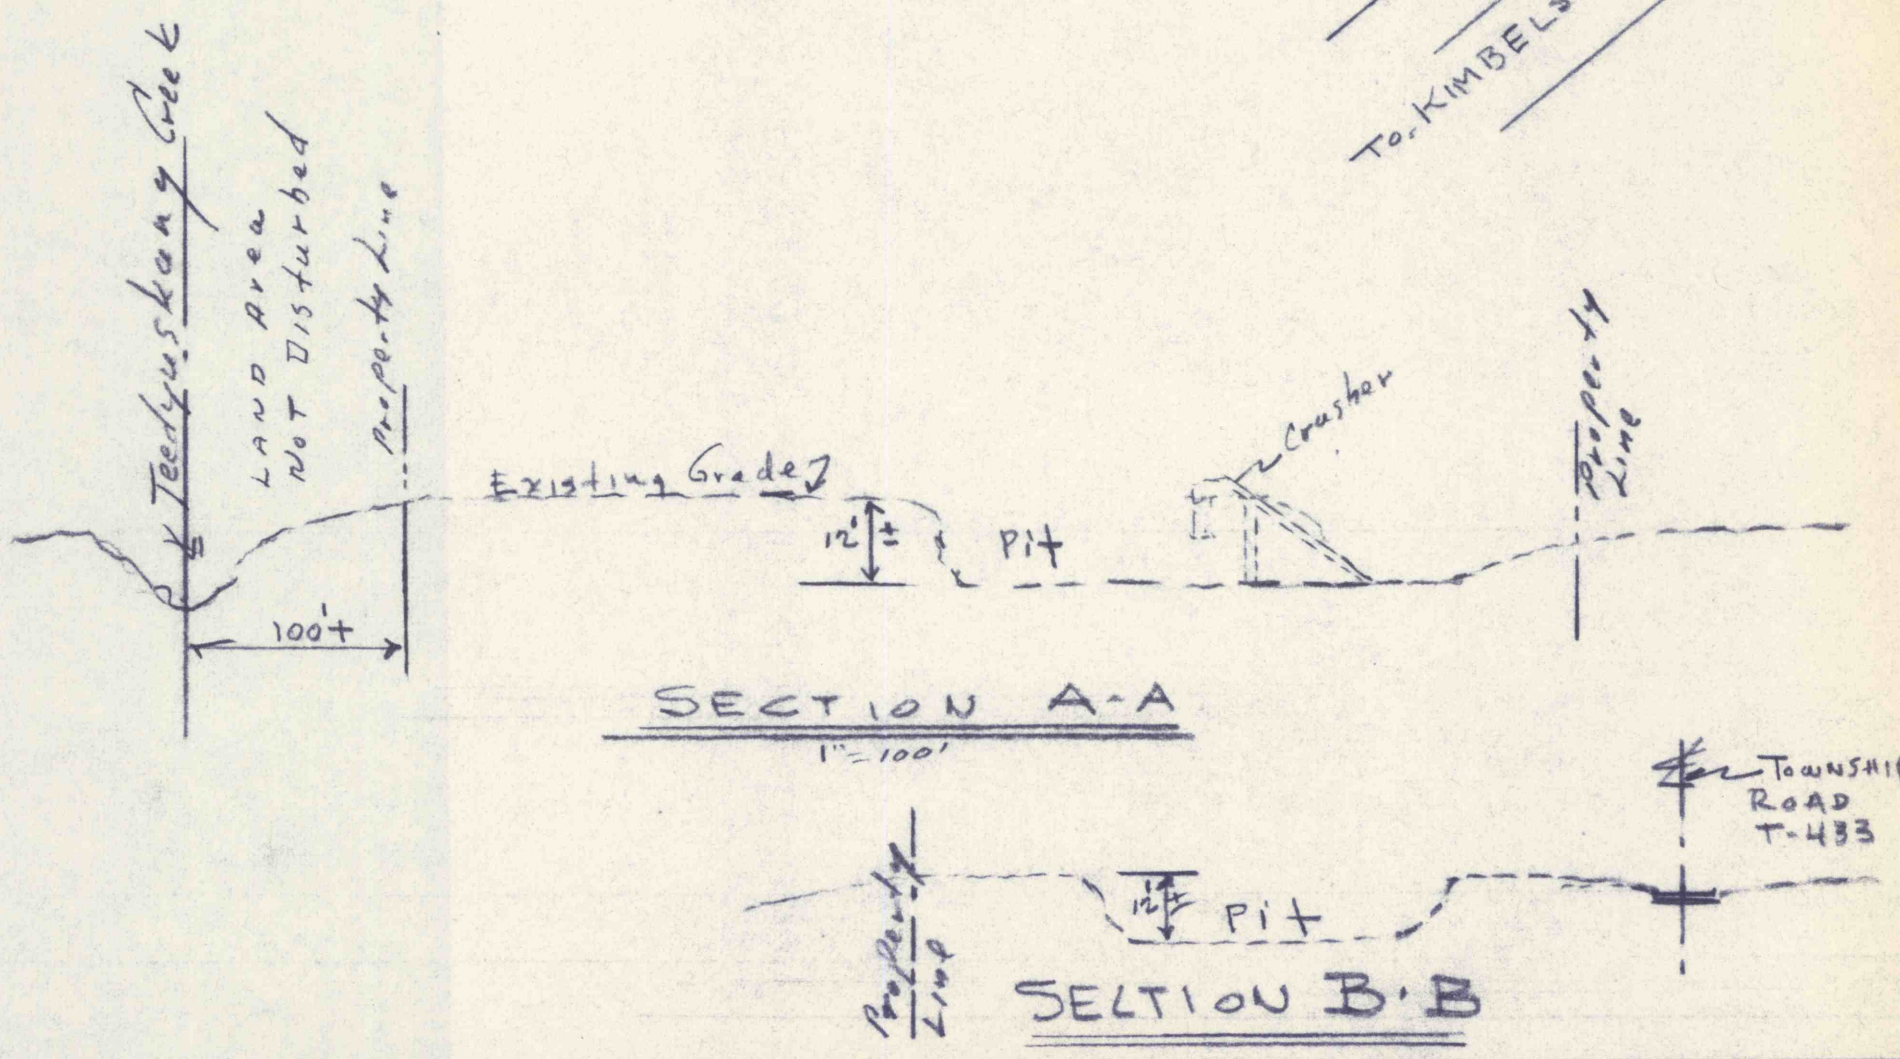 To. KIMBELS
Teedyuskung Creek
LAND Area
NOT Disturbed
Property Line
Existing Grade
12' ±
Pit
Crusher
Property
Line
100'+
SECTION A-A
1"=100'
TOWNSHI
ROAD
T-433
Property
Line
12' ±
Pit
SECTION B-B